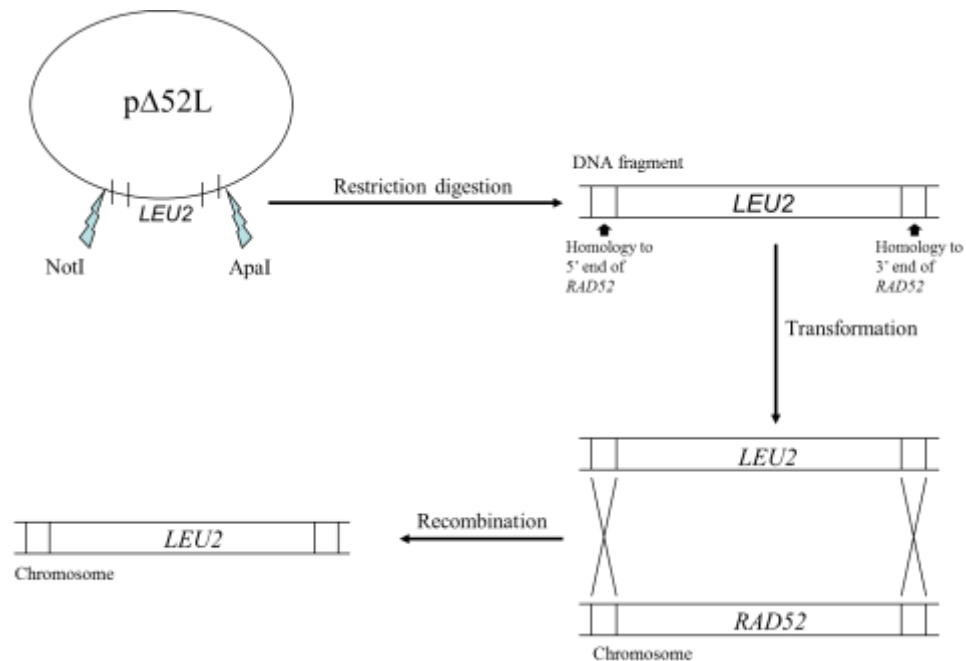 pΔ52L
LEU2
NotI
ApaI
Restriction digestion
DNA fragment
LEU2
Homology to
5' end of
RAD52
Homology to
3' end of
RAD52
Transformation
LEU2
Recombination
LEU2
Chromosome
RAD52
Chromosome